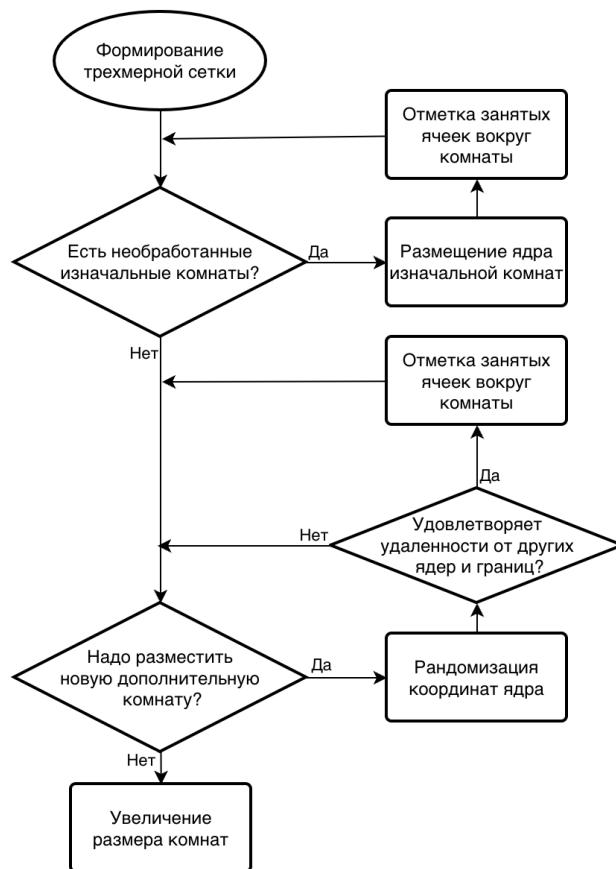 Формирование
трехмерной сетки
Отметка занятых
ячеек вокруг
комнаты
Есть необработанные
изначальные комнаты?
Да
Размещение ядра
изначальной комнат
Нет
Отметка занятых
ячеек вокруг
комнаты
Да
Удовлетворяет
удаленности от других
ядер и границ?
Нет
Надо разместить
новую дополнительную
комнату?
Да
Рандомизация
координат ядра
Нет
Увеличение
размера комнат